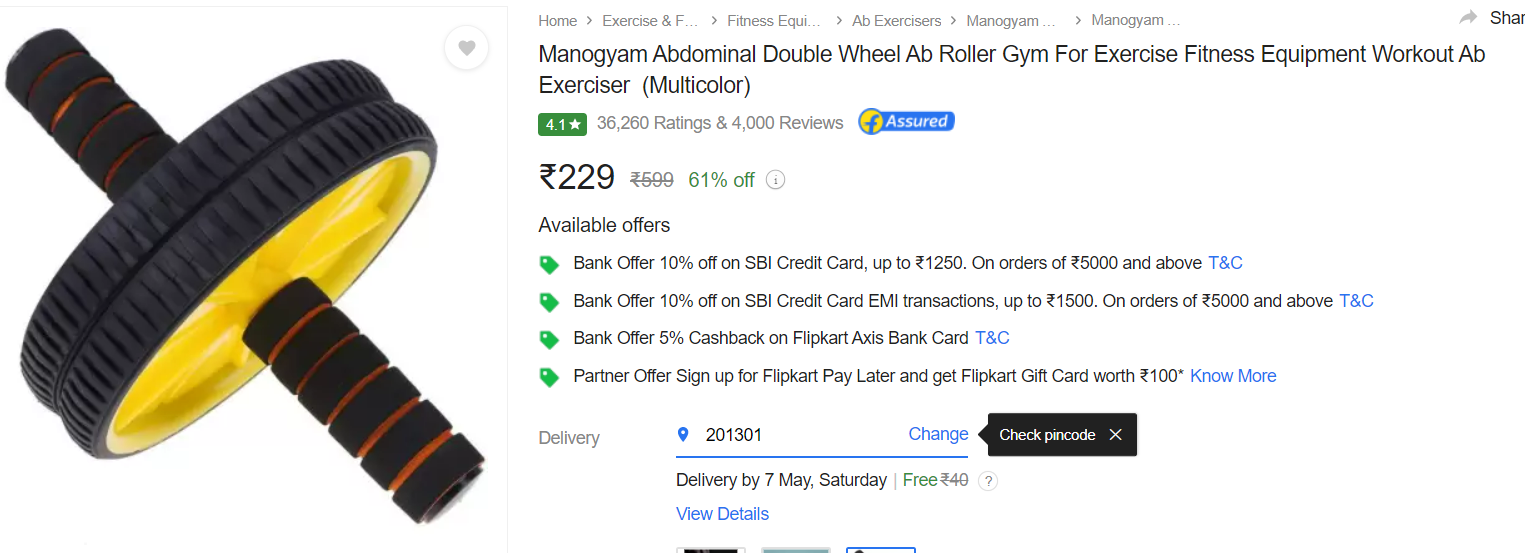 Home > Exercise & F... > Fitness Equi... > Ab Exercisers > Manogyam ... > Manogyam ...
Shar
Manogyam Abdominal Double Wheel Ab Roller Gym For Exercise Fitness Equipment Workout Ab
Exerciser (Multicolor)
4.1★ 36,260 Ratings & 4,000 Reviews f Assured
₹229 ₹599 61% off i
Available offers
Bank Offer 10% off on SBI Credit Card, up to ₹1250. On orders of ₹5000 and above T&C
Bank Offer 10% off on SBI Credit Card EMI transactions, up to ₹1500. On orders of ₹5000 and above T&C
Bank Offer 5% Cashback on Flipkart Axis Bank Card T&C
Partner Offer Sign up for Flipkart Pay Later and get Flipkart Gift Card worth ₹100* Know More
Delivery 201301 Change Check pincode ×
Delivery by 7 May, Saturday | Free ₹40 ?
View Details